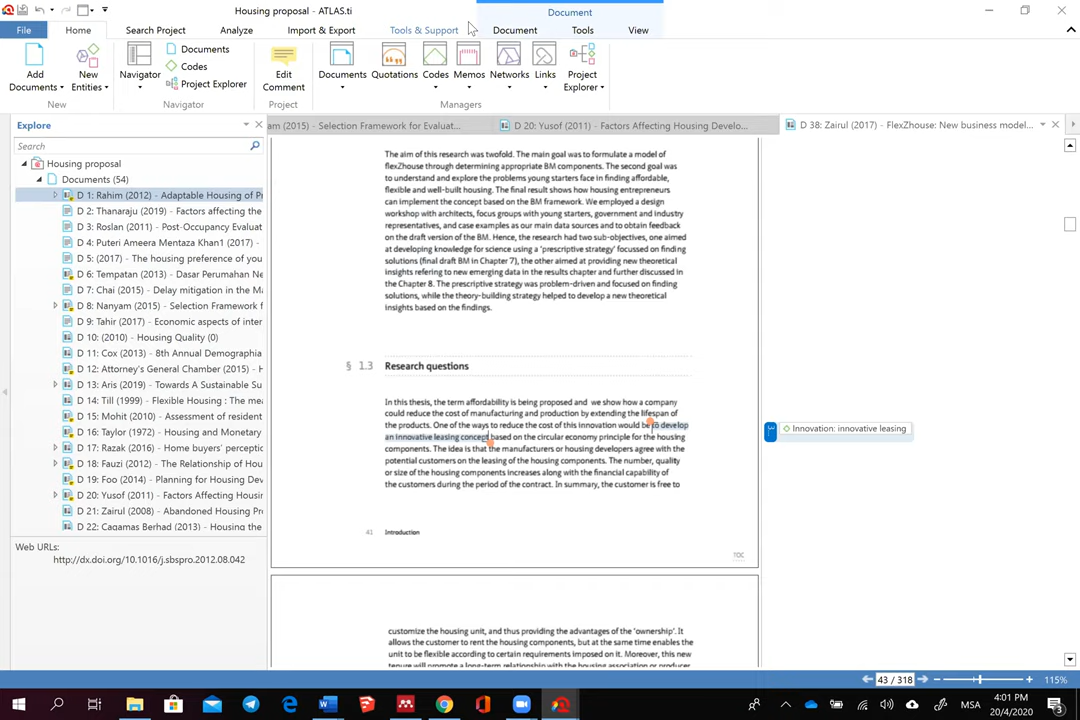 Housing proposal - ATLAS.ti
Document
File
Home
Search Project
Analyze
Import & Export
Tools & Support
Document
Tools
View
Add Documents
New Entities
Navigator
Documents
Codes
Project Explorer
Edit Comment
Documents
Quotations
Codes
Memos
Networks
Links
Project Explorer
New
Navigator
Project
Managers
Explore
am (2015) - Selection Framework for Evaluat...
D 20: Yusof (2011) - Factors Affecting Housing Develo...
D 38: Zairul (2017) - FlexZhouse: New business model...
Search
Housing proposal
Documents (54)
D 1: Rahim (2012) - Adaptable Housing of Pr
D 2: Thanaraju (2019) - Factors affecting the
D 3: Roslan (2011) - Post-Occupancy Evaluat
D 4: Puteri Ameera Mentaza Khan1 (2017) -
D 5: (2017) - the housing preference of you
D 6: Tempatan (2013) - Dasar Perumahan Ne
D 7: Chai (2015) - Delay mitigation in the Ma
D 8: Nanyam (2015) - Selection Framework f
D 9: Tahir (2017) - Economic aspects of inter
D 10: (2010) - Housing Quality (0)
D 11: Cox (2013) - 8th Annual Demographia
D 12: Attorney's General Chamber (2015) - H
D 13: Aris (2019) - Towards A Sustainable Su
D 14: Till (1999) - Flexible Housing : The mea
D 15: Mohit (2010) - Assessment of resident
D 16: Taylor (1972) - Housing and Monetary
D 17: Razak (2016) - Home buyers' perceptic
D 18: Fauzi (2012) - The Relationship of Hou
D 19: Foo (2014) - Planning for Housing Dev
D 20: Yusof (2011) - Factors Affecting Housi
D 21: Zairul (2008) - Abandoned Housing Pro
D 22: Cagamas Berhad (2013) - Housing the
Web URLs:
http://dx.doi.org/10.1016/j.sbspro.2012.08.042
The aim of this research was twofold. The main goal was to formulate a model of
flexZhouse through determining appropriate BM components. The second goal was
to understand and explore the problems young starters face in finding affordable,
flexible and well-built housing. The final result shows how housing entrepreneurs
can implement the concept based on the BM framework. We employed a design
workshop with architects, focus groups with young starters, government and industry
representatives, and case examples as our main data sources and to obtain feedback
on the draft version of the BM. Hence, the research had two sub-objectives, one aimed
at developing knowledge for science using a 'prescriptive strategy' focussed on finding
solutions (final draft BM in Chapter 7), the other aimed at providing new theoretical
insights refering to new emerging data in the results chapter and further discussed in
the Chapter 8. The prescriptive strategy was problem-driven and focused on finding
solutions, while the theory-building strategy helped to develop a new theoretical
insights based on the findings.
§ 1.3 Research questions
In this thesis, the term affordability is being proposed and we show how a company
could reduce the cost of manufacturing and production by extending the lifespan of
the products. One of the ways to reduce the cost of this innovation would be to develop
an innovative leasing concept based on the circular economy principle for the housing
components. The idea is that the manufacturers or housing developers agree with the
potential customers on the leasing of the housing components. The number, quality
or size of the housing components increases along with the financial capability of
the customers during the period of the contract. In summary, the customer is free to
Innovation: innovative leasing
41 Introduction
TOC
customize the housing unit, and thus providing the advantages of the 'ownership'. It
allows the customer to rent the housing components, but at the same time enables the
unit to be flexible according to certain requirements imposed on it. Moreover, this new
tenure will promote a long-term relationship with the housing association or producer
43 / 318
115%
MSA
4:01 PM
20/4/2020
3